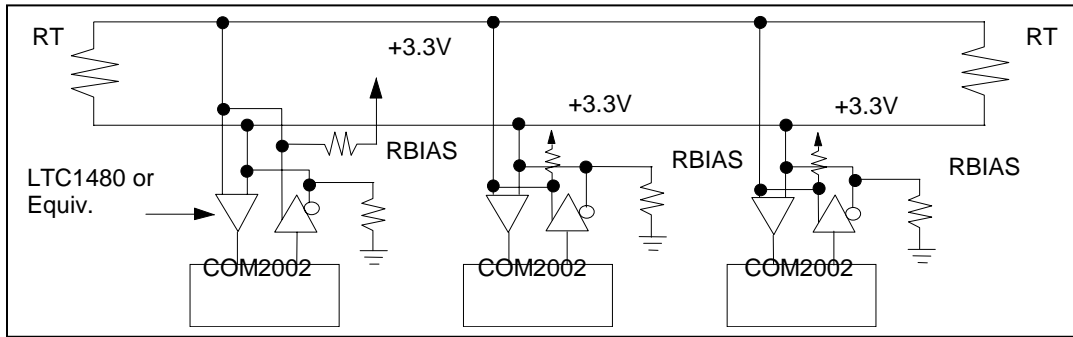 RT
RT
+3.3V
+3.3V
+3.3V
RBIAS
RBIAS
RBIAS
LTC1480 or
Equiv.
COM2002
COM2002
COM2002